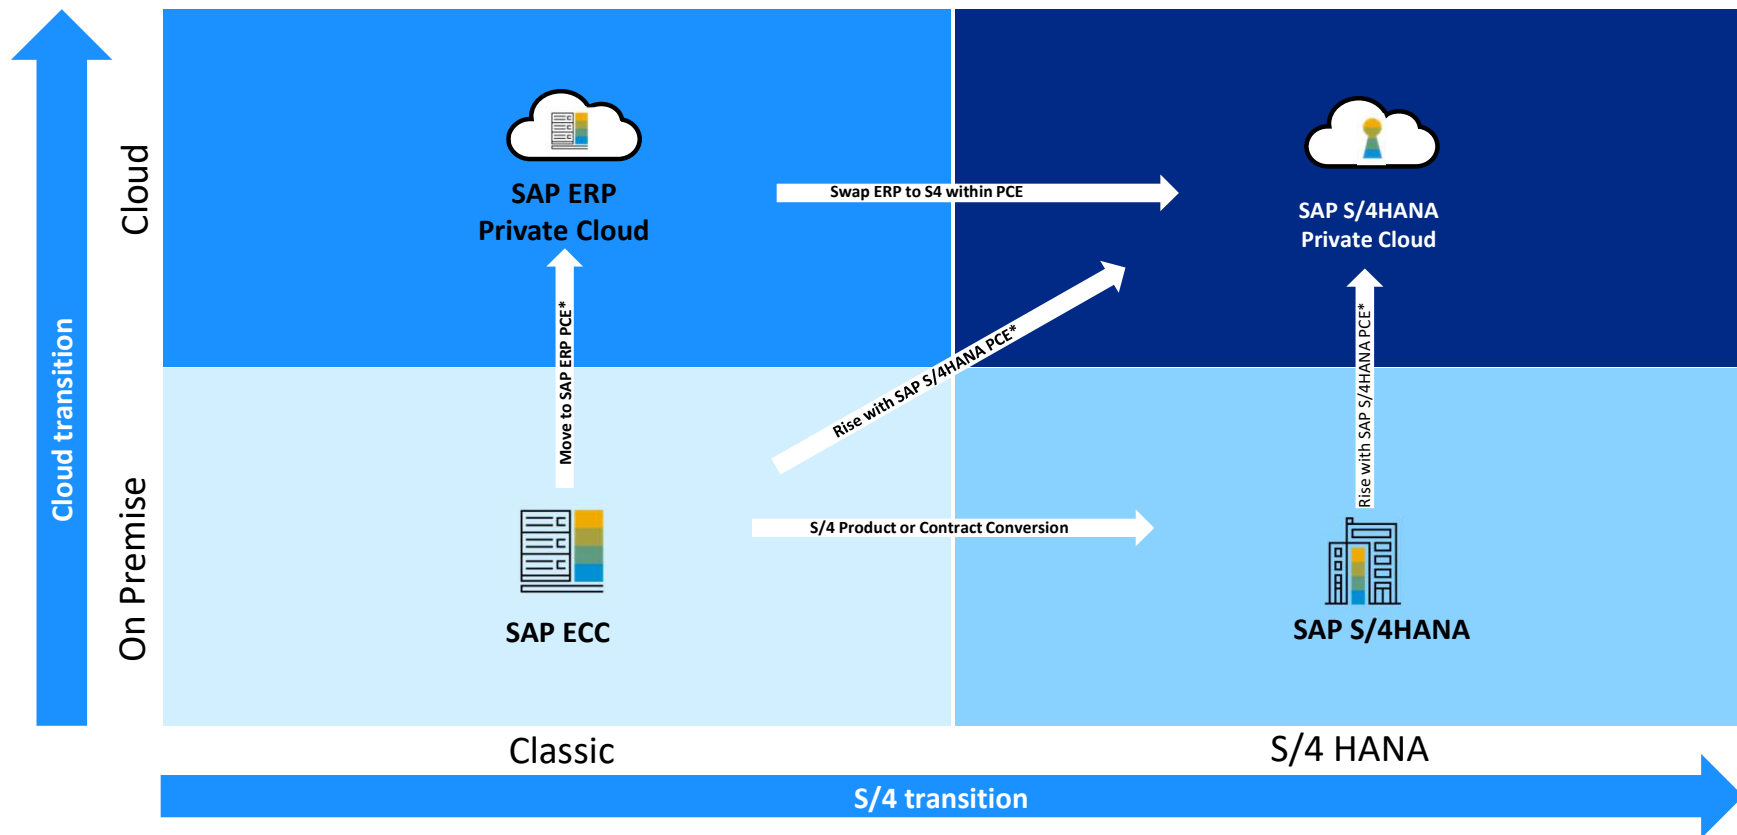 Cloud transition
Cloud
On Premise
SAP ERP
Private Cloud
Swap ERP to S4 within PCE
SAP S/4HANA
Private Cloud
Move to SAP ERP PCE*
Rise with SAP S/4HANA PCE*
Rise with SAP S/4HANA PCE*
S/4 Product or Contract Conversion
SAP ECC
SAP S/4HANA
Classic
S/4 HANA
S/4 transition